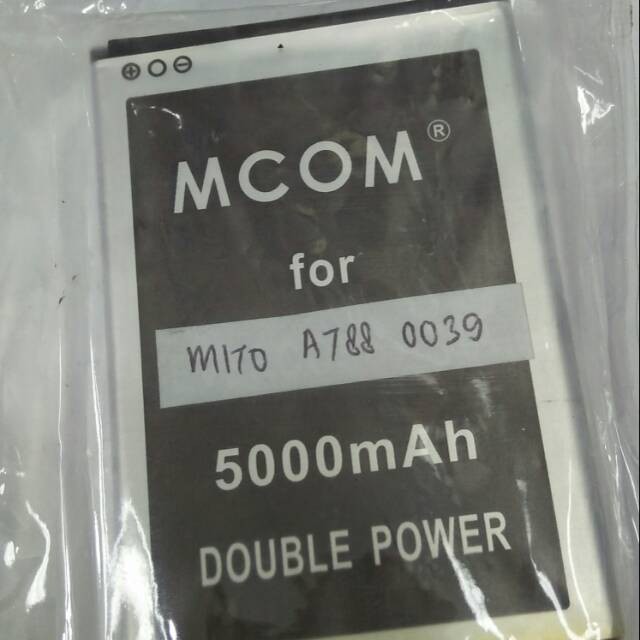 MCOM®
for
MITO A788 0039
5000mAh
DOUBLE POWER